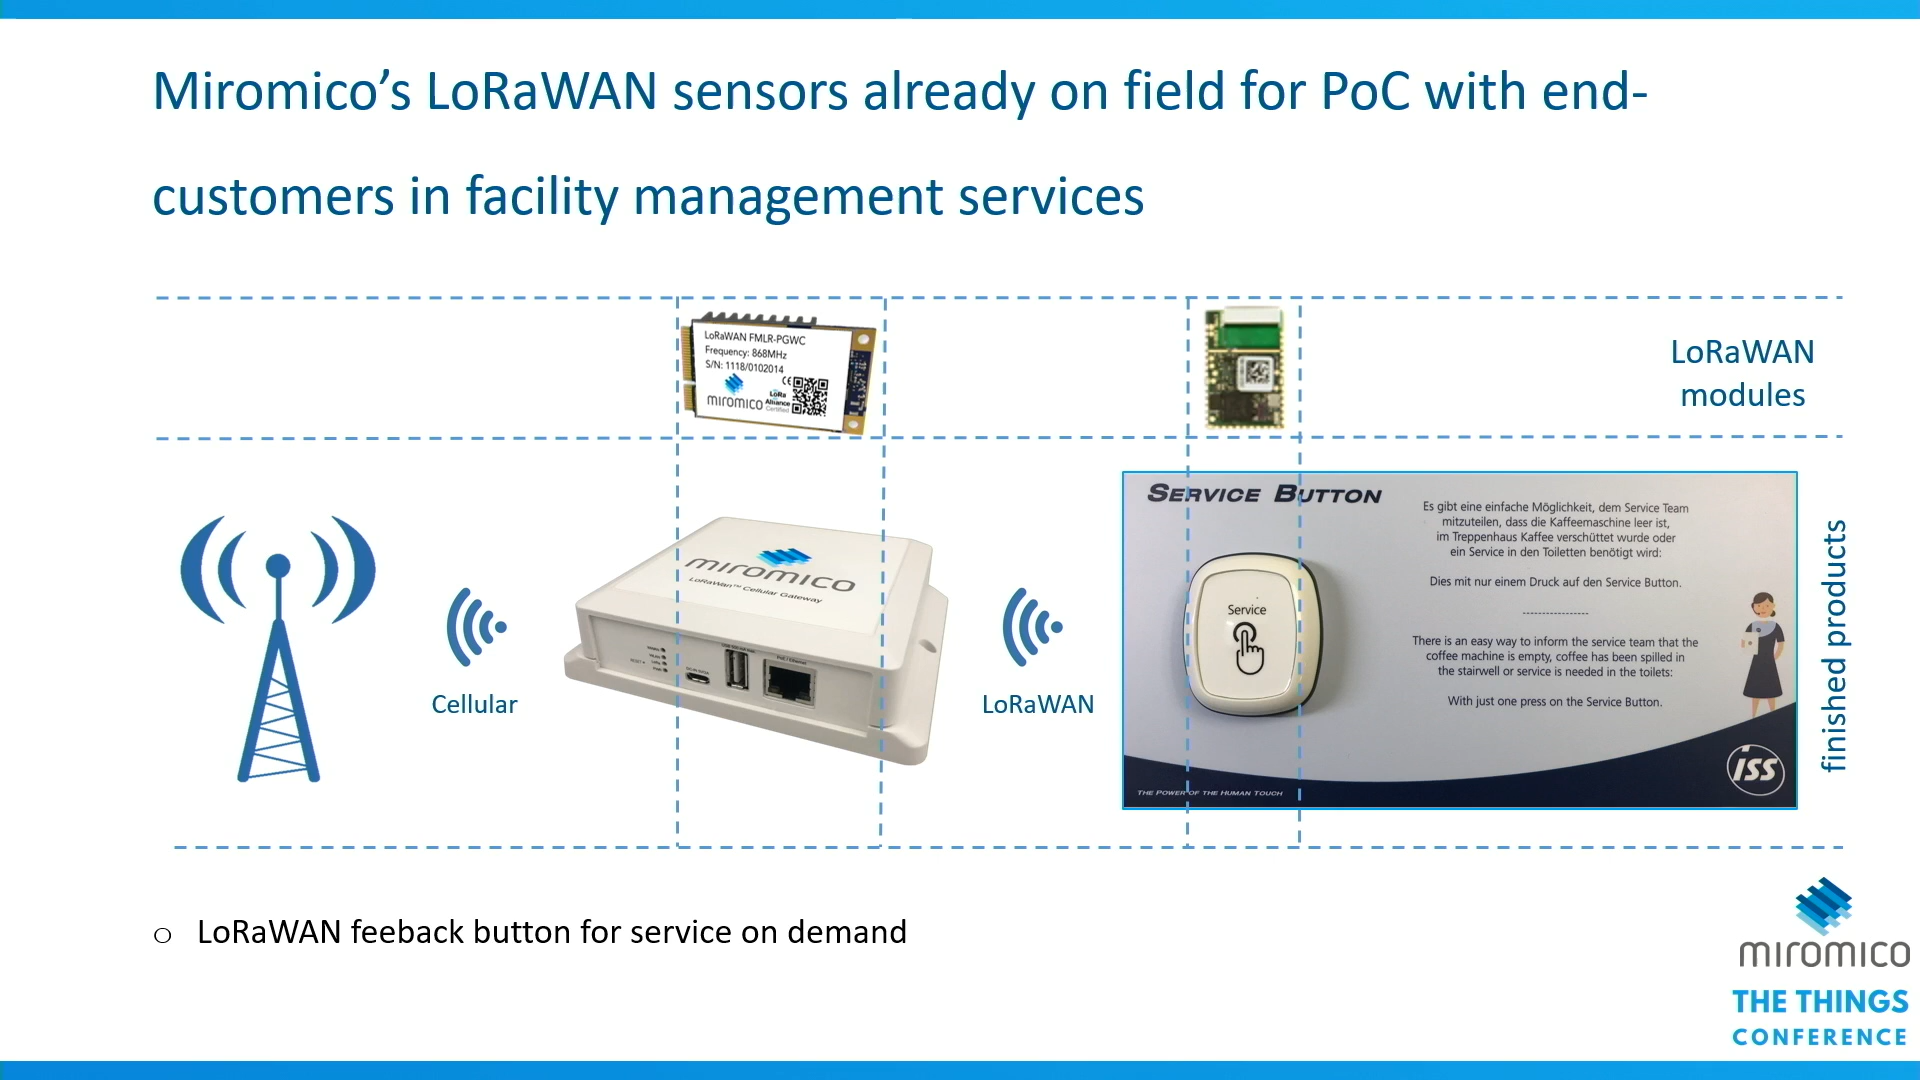 Miromico’s LoRaWAN sensors already on field for PoC with end-
customers in facility management services
LoRaWAN FMLR-PGWC
Frequency: 868MHz
S/N: 1118/0102014
miromico
LoRa
Alliance
Certified
LoRaWAN
modules
Cellular
miromico
LoRaWan™ Cellular Gateway
PoE / Ethernet
LoRaWAN
SERVICE BUTTON
Es gibt eine einfache Möglichkeit, dem Service Team
mitzuteilen, dass die Kaffeemaschine leer ist,
im Treppenhaus Kaffee verschüttet wurde oder
ein Service in den Toiletten benötigt wird:
Dies mit nur einem Druck auf den Service Button.
-----------------
There is an easy way to inform the service team that the
coffee machine is empty, coffee has been spilled in
the stairwell or service is needed in the toilets:
With just one press on the Service Button.
Service
THE POWER OF THE HUMAN TOUCH
ISS
finished products
o LoRaWAN feeback button for service on demand
miromico
THE THINGS
CONFERENCE